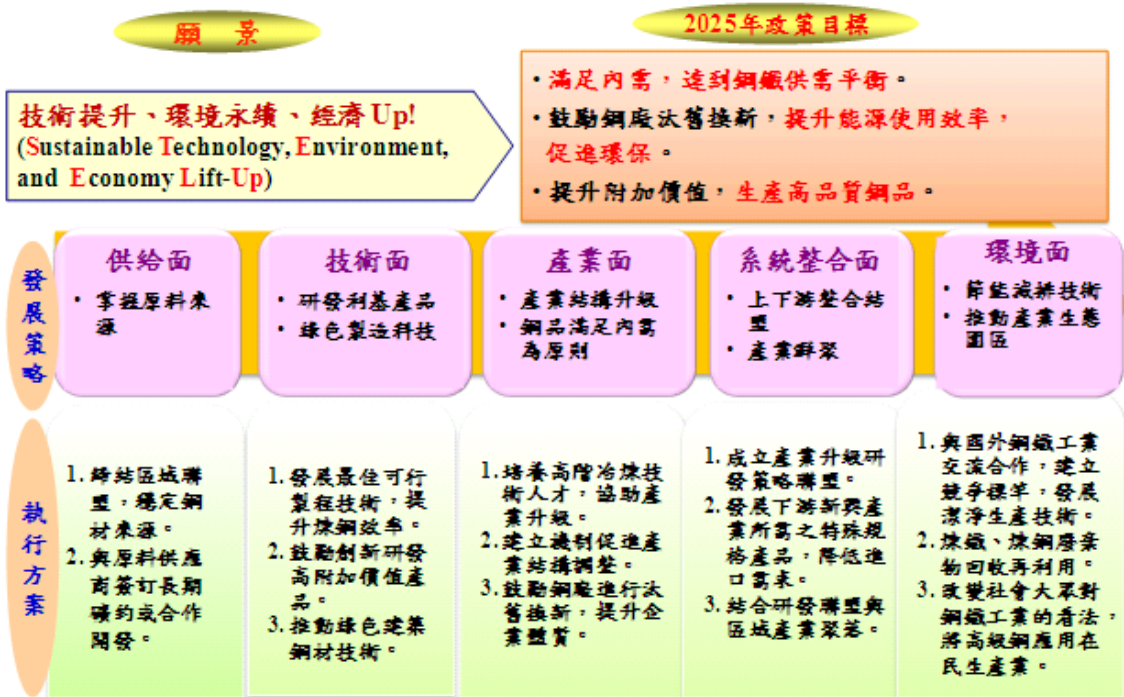 願 景
2025年政策目標
技術提升、環境永續、經濟 Up!
(Sustainable Technology, Environment,
and Economy Lift-Up)
・滿足內需，達到鋼鐵供需平衡。
・鼓勵鋼廠汰舊換新，提升能源使用效率，
促進環保。
・提升附加價值，生產高品質鋼品。
發展策略
供給面
・掌握原料來
源
技術面
・研發利基產品
・綠色製造科技
產業面
・產業結構升級
・鋼品滿足內需
為原則
系統整合面
・上下游整合結
盟
・產業群聚
環境面
・節能減排技術
・推動產業生態
園區
執行方案
1. 締結區域聯
盟，穩定鋼
材來源。
2. 與原料供應
商簽訂長期
礦約或合作
開發。
1. 發展最佳可行
製程技術，提
升煉鋼效率。
2. 鼓勵創新研發
高附加價值產
品。
3. 推動綠色建築
鋼材技術。
1. 培養高階冶煉技
術人才，協助產
業升級。
2. 建立機制促進產
業結構調整。
3. 鼓勵鋼廠進行汰
舊換新，提升企
業體質。
1. 成立產業升級研
發策略聯盟。
2. 發展下游新興產
業所需之特殊規
格產品，降低進
口需求。
3. 結合研發聯盟與
區域產業聚落。
1. 與國外鋼鐵工業
交流合作，建立
競爭標竿，發展
潔淨生產技術。
2. 煉鐵、煉鋼廢棄
物回收再利用。
3. 改變社會大眾對
鋼鐵工業的看法，
將高級鋼應用在
民生產業。